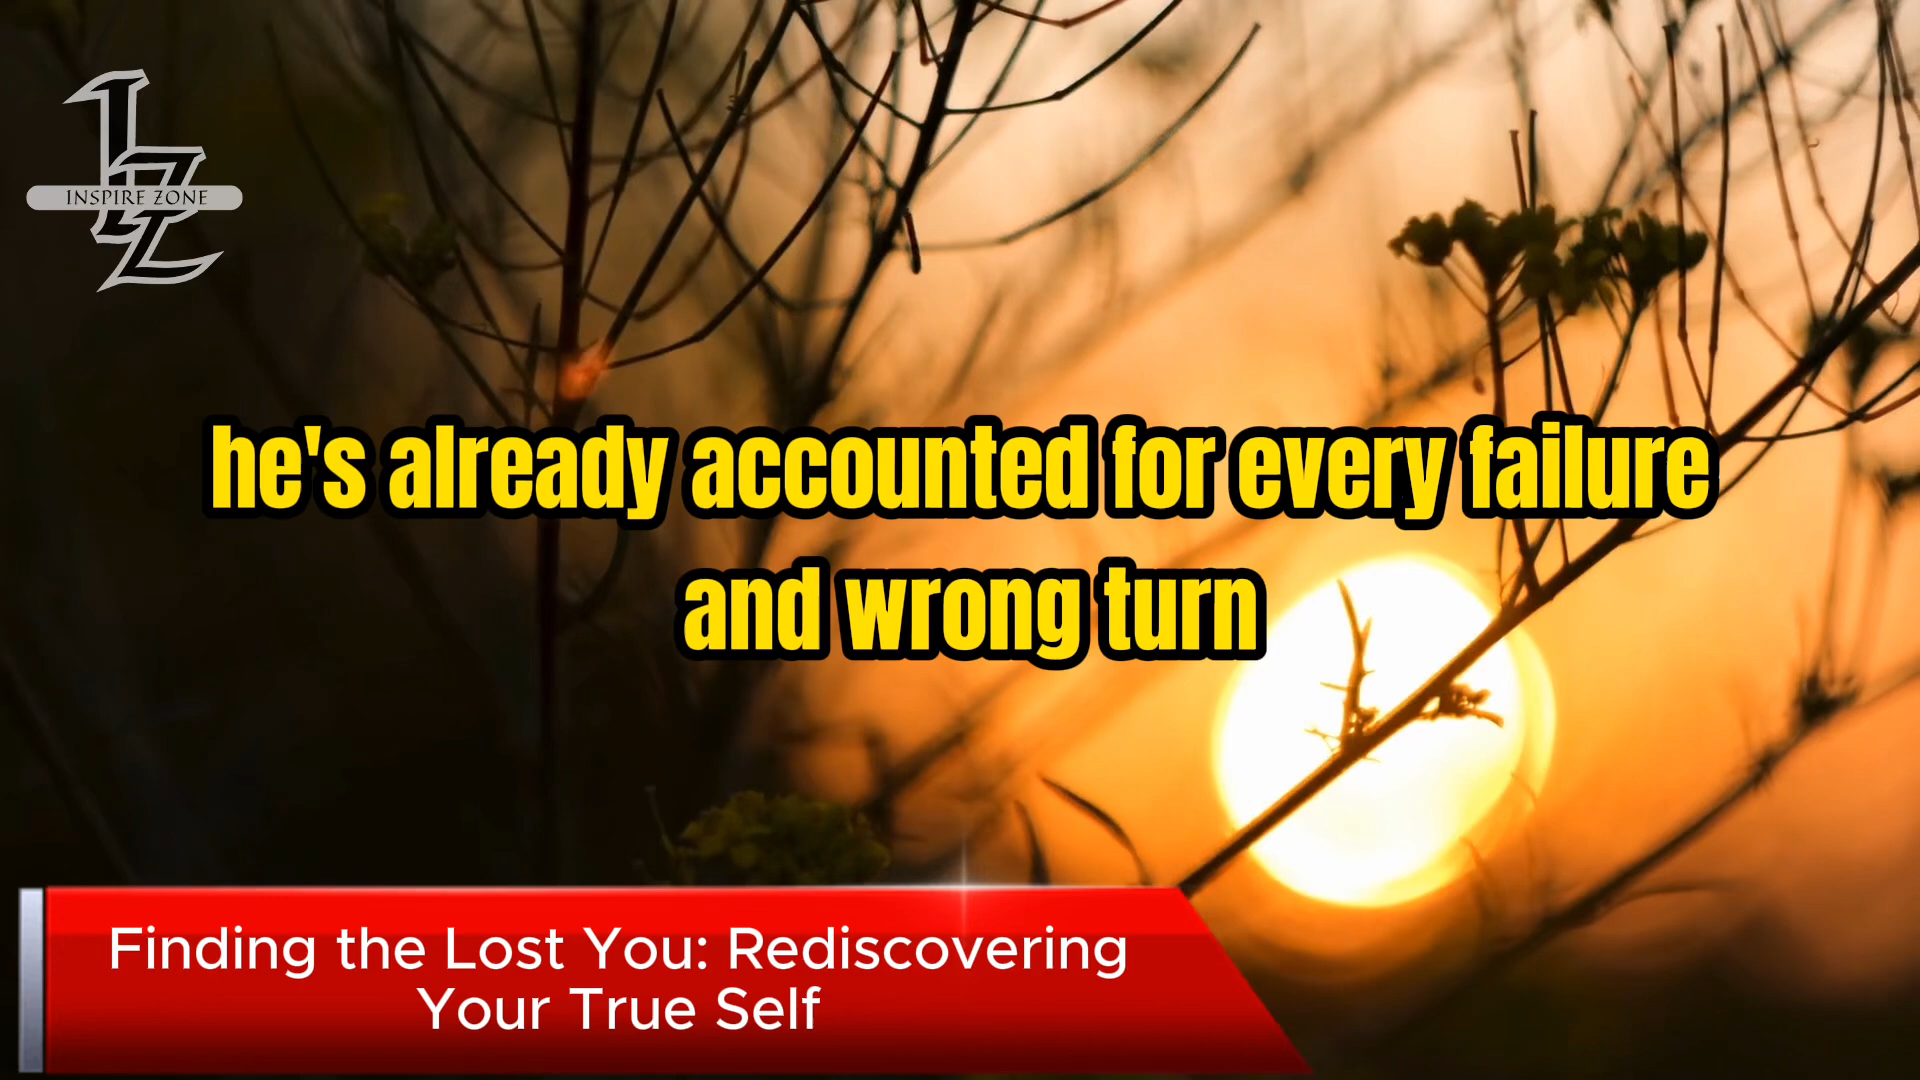 INSPIRE ZONE
he's already accounted for every failure
and wrong turn
Finding the Lost You: Rediscovering
Your True Self